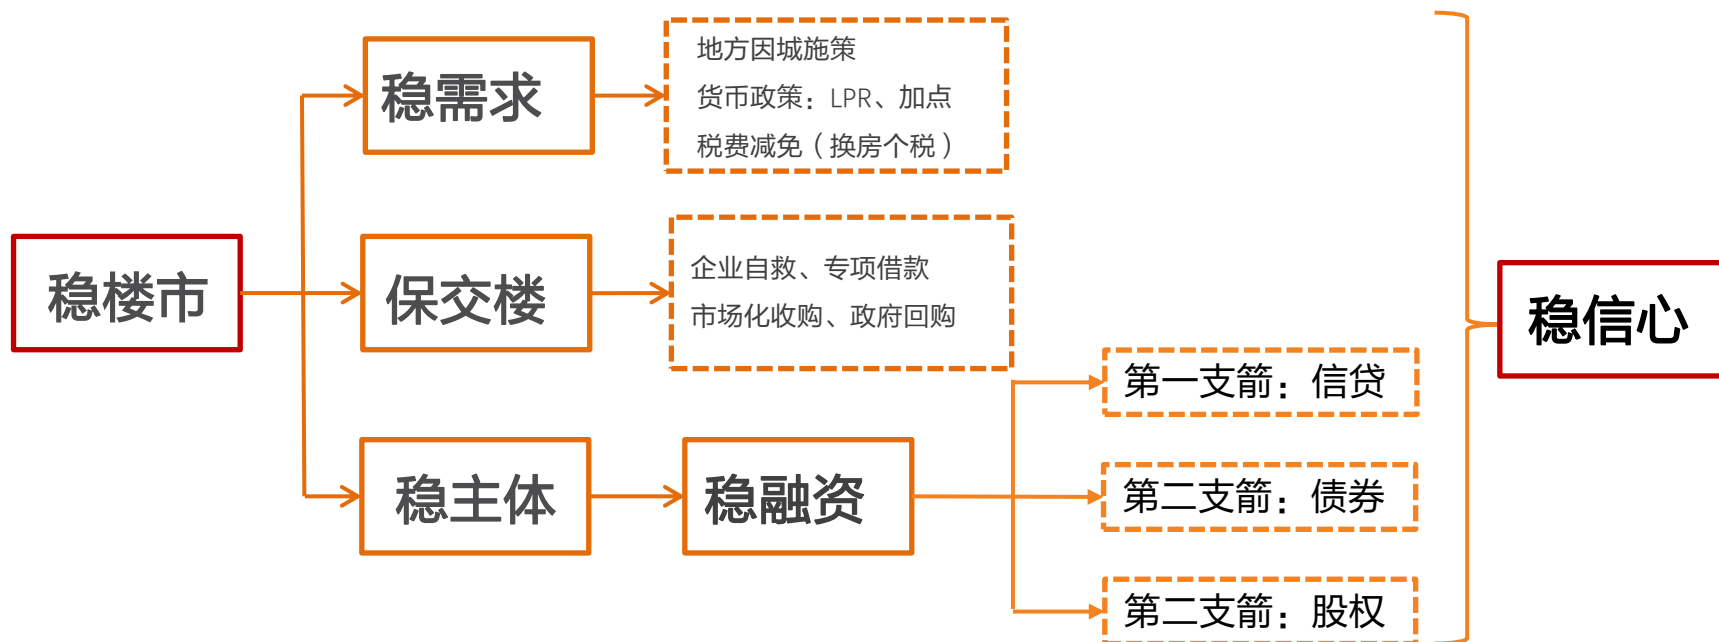 稳需求
地方因城施策
货币政策：LPR、加点
税费减免（换房个税）
稳楼市
保交楼
企业自救、专项借款
市场化收购、政府回购
稳信心
第一支箭：信贷
稳主体
稳融资
第二支箭：债券
第二支箭：股权